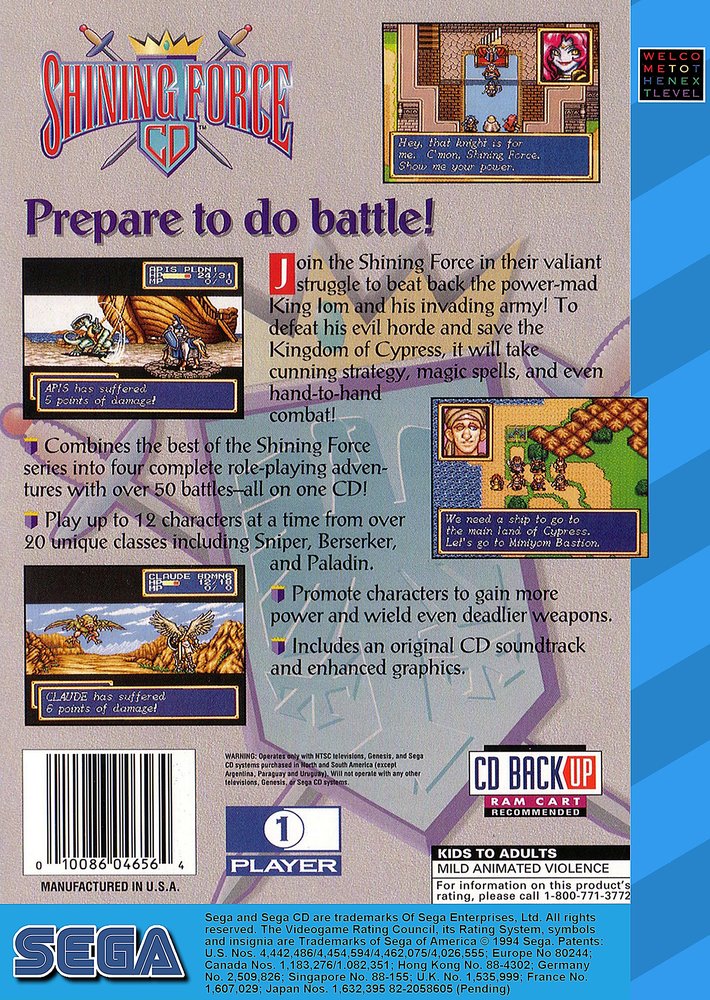 SHINING FORCE
CD™
WELCO
METOT
HENEX
TLEVEL
Hey, that knight is for
me. C'mon, Shining Force.
Show me your power.
Prepare to do battle!
APIS PLDN1
HP 24/31
MP 0/0
APIS has suffered
5 points of damage!
Join the Shining Force in their valiant
struggle to beat back the power-mad
King Iom and his invading army! To
defeat his evil horde and save the
Kingdom of Cypress, it will take
cunning strategy, magic spells, and even
hand-to-hand
combat!
Combines the best of the Shining Force
series into four complete role-playing adven-
tures with over 50 battles–all on one CD!
Play up to 12 characters at a time from over
20 unique classes including Sniper, Berserker,
and Paladin.
We need a ship to go to
the main land of Cypress.
Let's go to Miniyom Bastion.
CLAUDE BDMN6
HP 12/18
MP 0/0
CLAUDE has suffered
6 points of damage!
Promote characters to gain more
power and wield even deadlier weapons.
Includes an original CD soundtrack
and enhanced graphics.
0 10086 04656 4
MANUFACTURED IN U.S.A.
WARNING: Operates only with NTSC televisions, Genesis, and Sega
CD systems purchased in North and South America (except
Argentina, Paraguay and Uruguay). Will not operate with any other
televisions, Genesis, or Sega CD systems.
1
PLAYER
CD BACK UP
RAM CART
RECOMMENDED
KIDS TO ADULTS
MILD ANIMATED VIOLENCE
For information on this product's
rating, please call 1-800-771-3772
SEGA
Sega and Sega CD are trademarks Of Sega Enterprises, Ltd. All rights
reserved. The Videogame Rating Council, its Rating System, symbols
and insignia are Trademarks of Sega of America © 1994 Sega. Patents:
U.S. Nos. 4,442,486/4,454,594/4,462,075/4,026,555; Europe No 80244;
Canada Nos. 1,183,276/1.082,351; Hong Kong No. 88-4302; Germany
No. 2,509,826; Singapore No. 88-155; U.K. No. 1,535,999; France No.
1,607,029; Japan Nos. 1,632,395 82-2058605 (Pending)